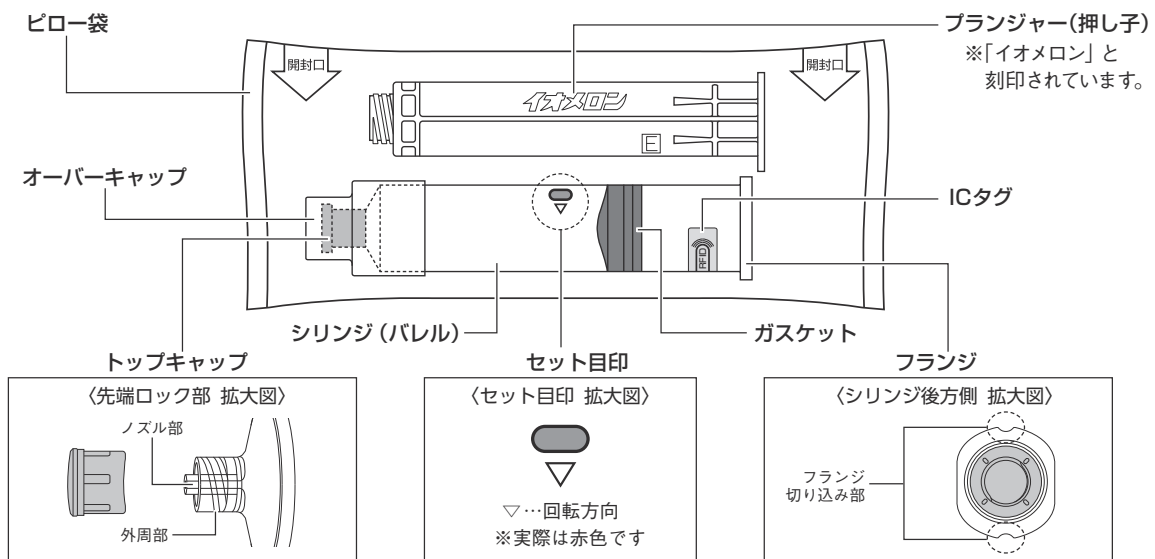 ピロー袋
プランジャー(押し子)
※「イオメロン」と
刻印されています。
開封口
開封口
イオメロン
E
オーバーキャップ
ICタグ
RFID
シリンジ(バレル)
ガスケット
トップキャップ
セット目印
フランジ
〈先端ロック部 拡大図〉
ノズル部
外周部
〈セット目印 拡大図〉
▽…回転方向
※実際は赤色です
〈シリンジ後方側 拡大図〉
フランジ
切り込み部